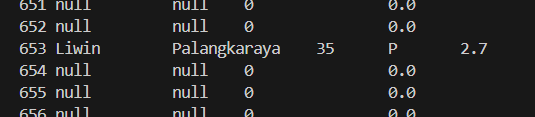 651 null null 0 0.0
652 null null 0 0.0
653 Liwin Palangkaraya 35 P 2.7
654 null null 0 0.0
655 null null 0 0.0
656 null null 0 0.0